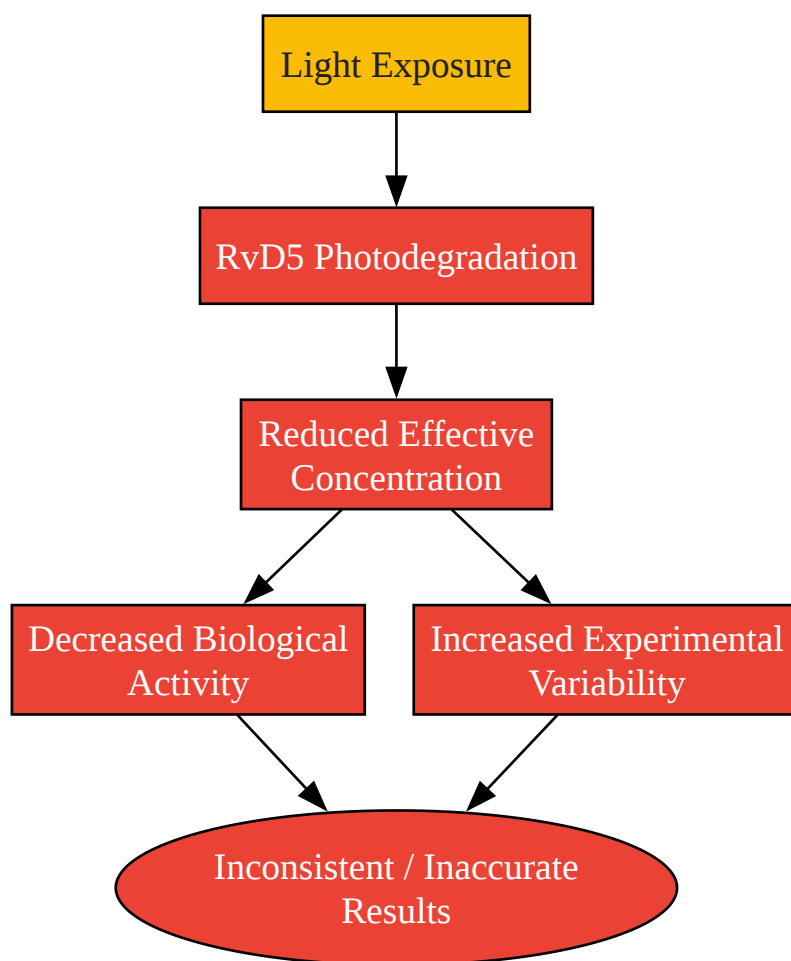 Light Exposure
RvD5 Photodegradation
Reduced Effective
Concentration
Decreased Biological
Activity
Increased Experimental
Variability
Inconsistent / Inaccurate
Results